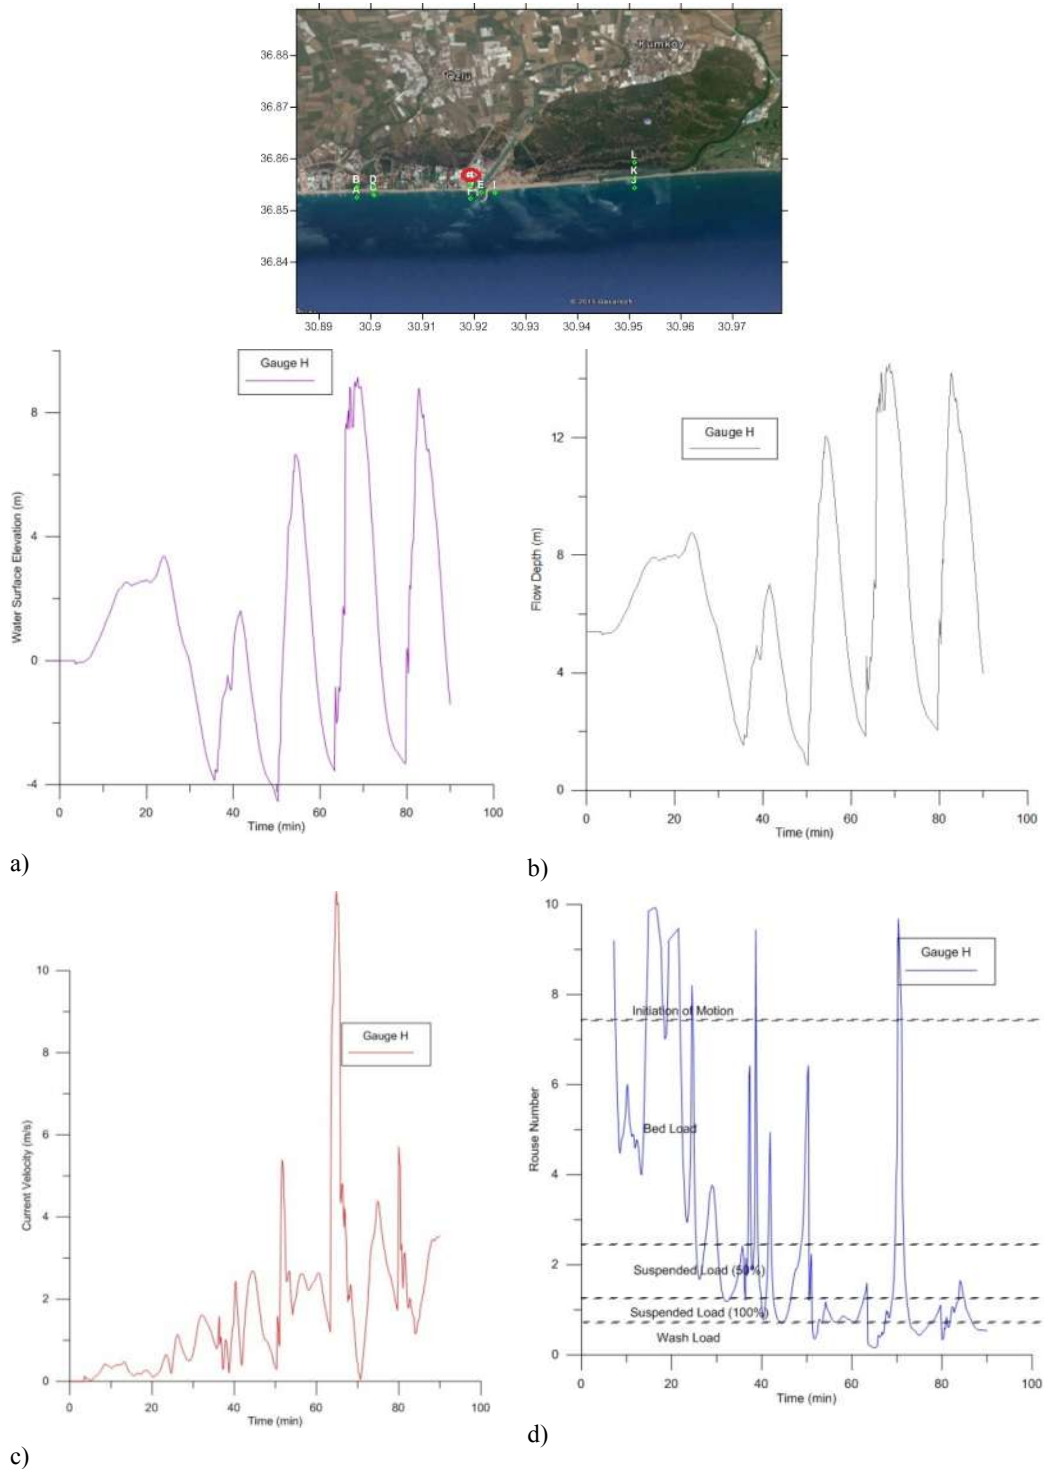 36.88
Kumköy
36.87
36.86
L
B D
K
A
E I
J
36.85
36.84
30.89 30.9 30.91 30.92 30.93 30.94 30.95 30.96 30.97
Gauge H
8
4
0
-4
Water Surface Elevation (m)
0 20 40 60 80 100
Time (min)
a)
Gauge H
12
8
4
0
Flow Depth (m)
0 20 40 60 80 100
Time (min)
b)
Gauge H
10
8
6
4
2
0
Current Velocity (m/s)
0 20 40 60 80 100
Time (min)
c)
Gauge H
10
8
6
4
2
0
Rouse Number
Initiation of Motion
Bed Load
Suspended Load (50%)
Suspended Load (100%)
Wash Load
0 20 40 60 80 100
Time (min)
d)